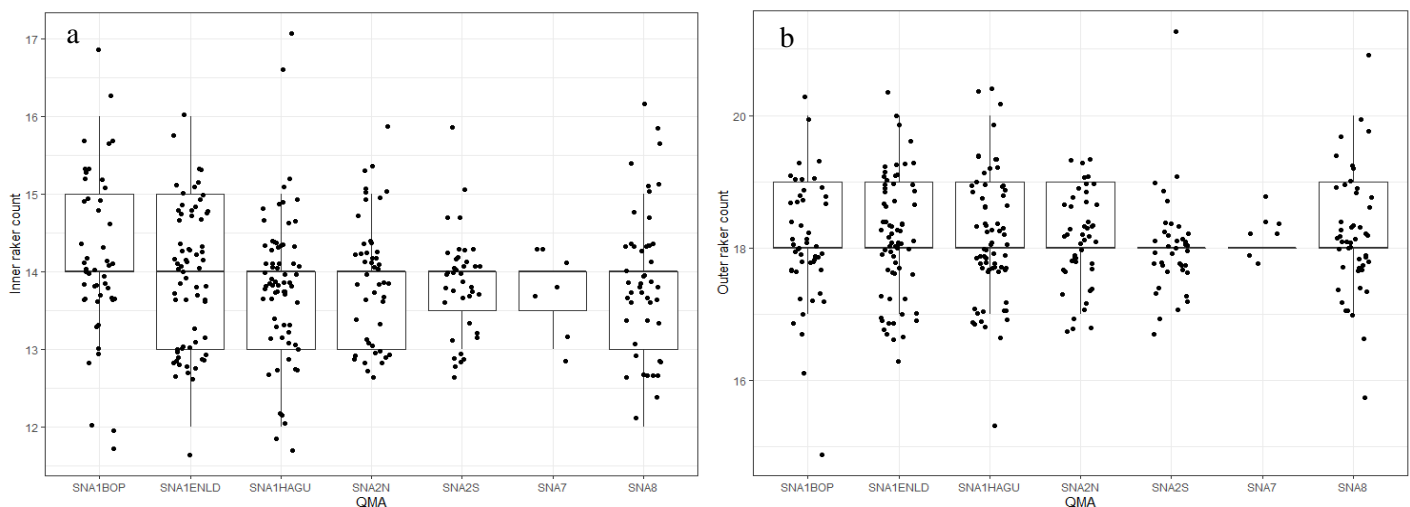 a
17
16
15
14
13
12
Inner raker count
SNA1BOP SNA1ENLD SNA1HAGU SNA2N SNA2S SNA7 SNA8
QMA
b
20
18
16
Outer raker count
SNA1BOP SNA1ENLD SNA1HAGU SNA2N SNA2S SNA7 SNA8
QMA